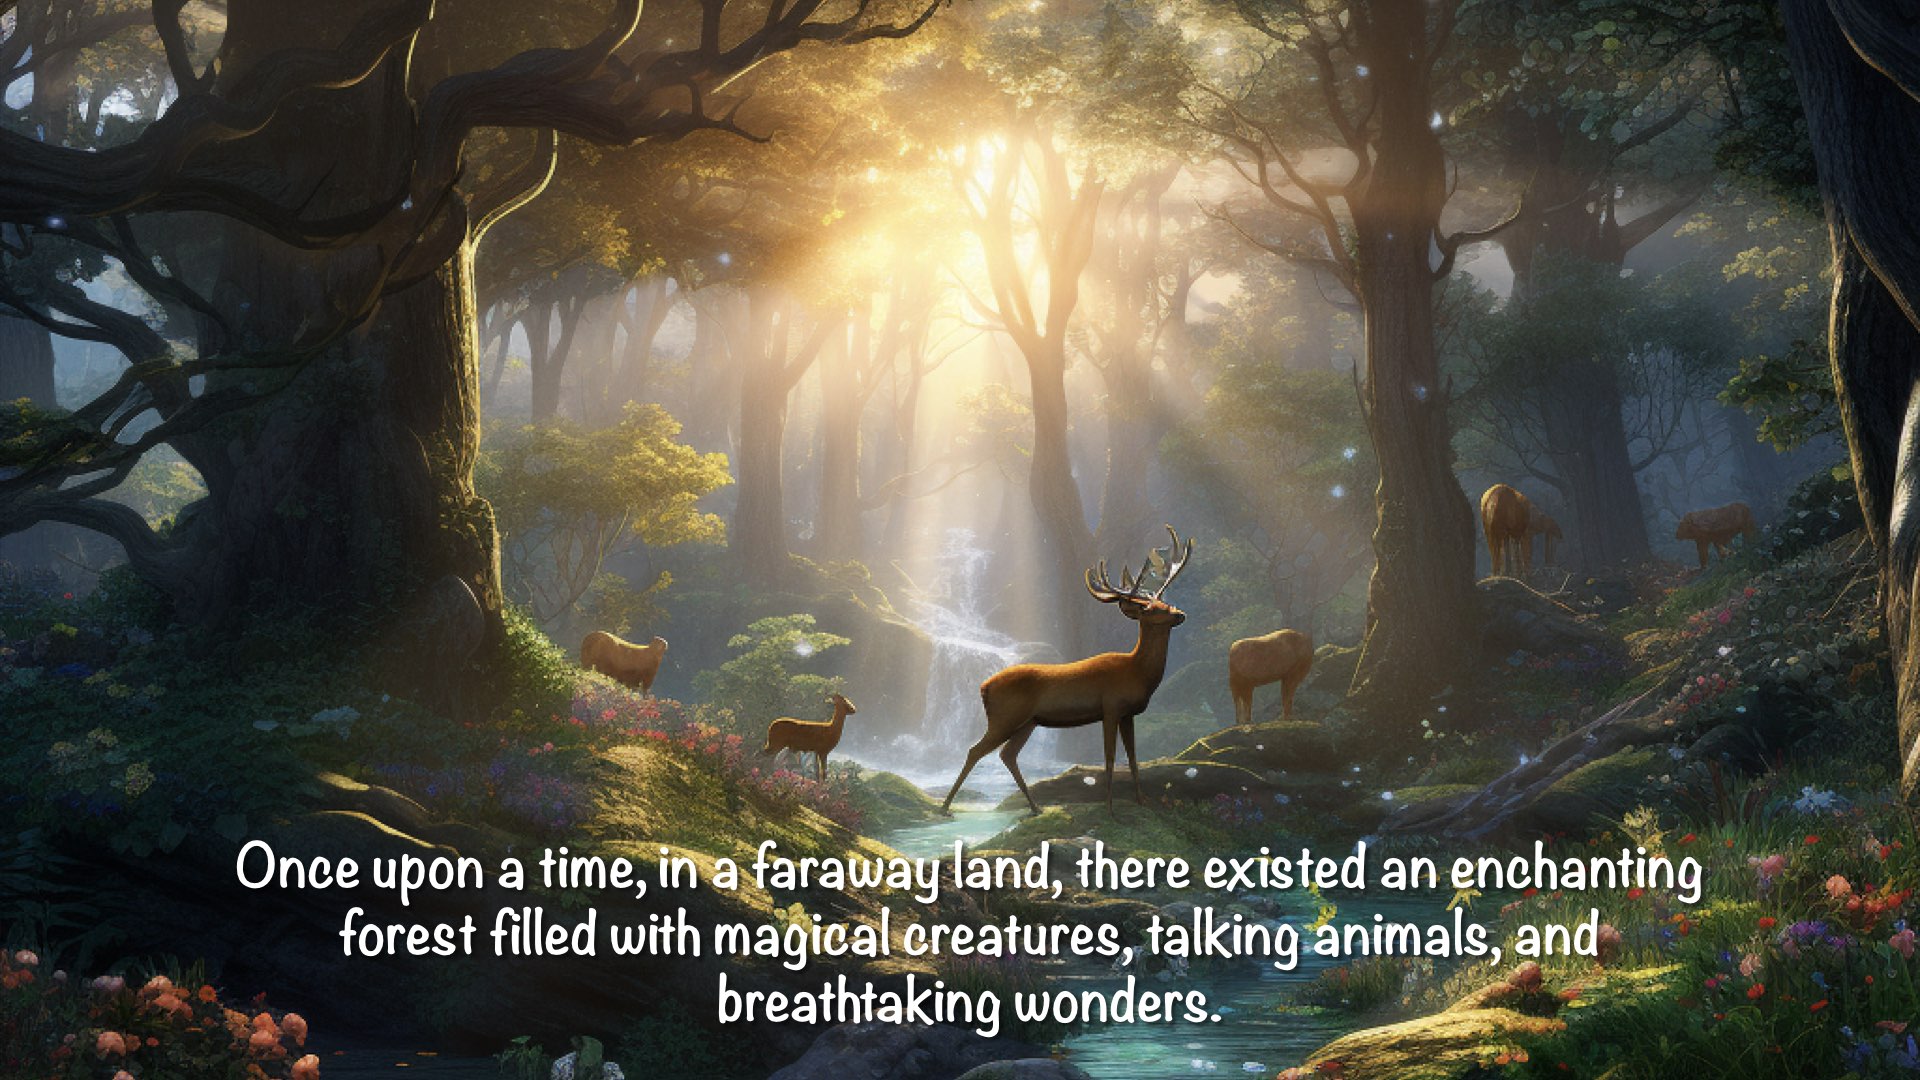 Once upon a time, in a faraway land, there existed an enchanting
forest filled with magical creatures, talking animals, and
breathtaking wonders.